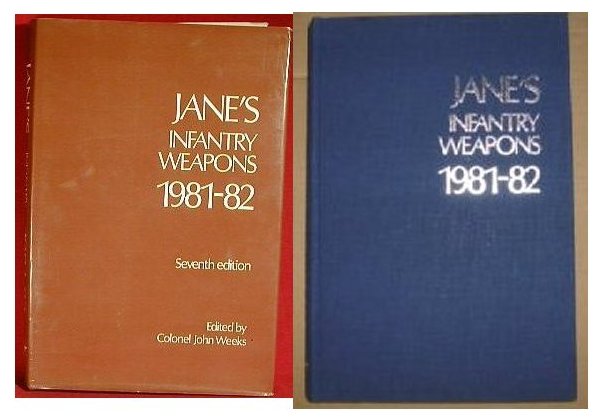 JANE'S
INFANTRY
WEAPONS
1981-82
Seventh edition
Edited by
Colonel John Weeks
JANE'S
INFANTRY
WEAPONS
1981-82